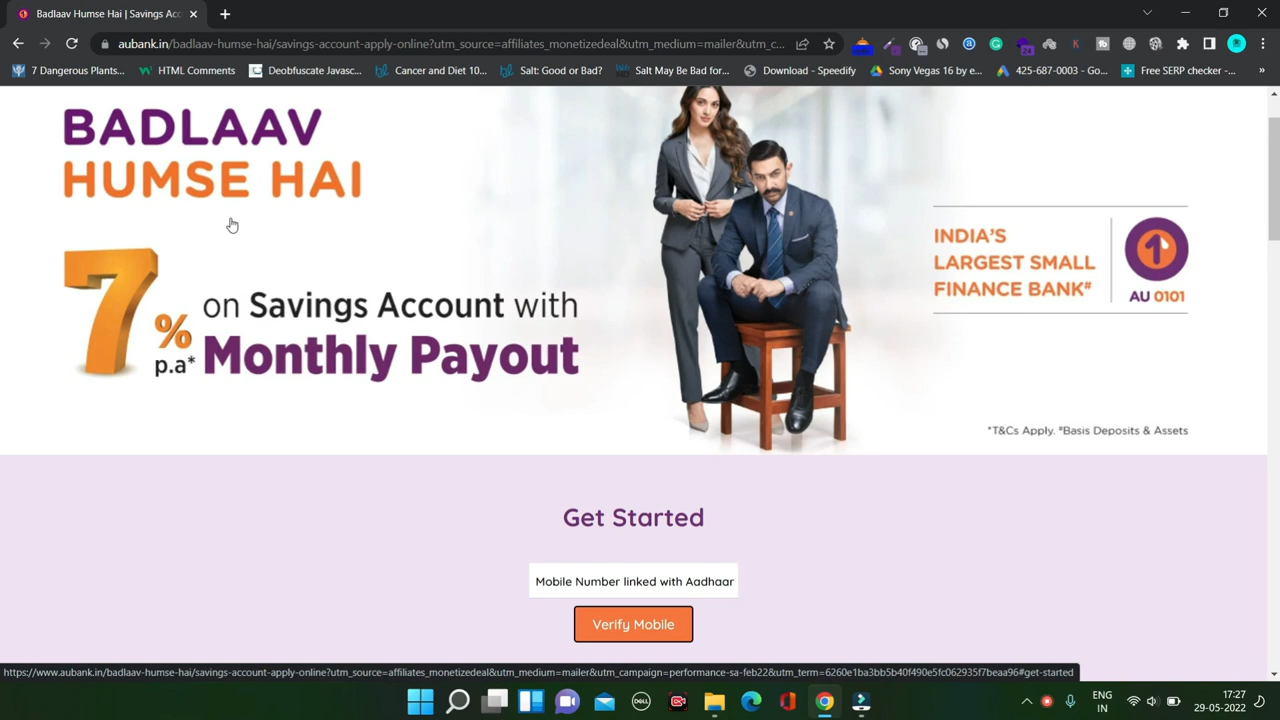 Badlaav Humse Hai | Savings Acc
aubank.in/badlaav-humse-hai/savings-account-apply-online?utm_source=affiliates_monetizedeal&utm_medium=mailer&utm_c...
24
7 Dangerous Plants...
HTML Comments
Deobfuscate Javasc...
Cancer and Diet 10...
Salt: Good or Bad?
Salt May Be Bad for...
Download - Speedify
Sony Vegas 16 by e...
425-687-0003 - Go...
Free SERP checker -...
»
BADLAAV
HUMSE HAI
7% p.a* on Savings Account with
Monthly Payout
INDIA'S
LARGEST SMALL
FINANCE BANK#
AU 0101
*T&Cs Apply. #Basis Deposits & Assets
Get Started
Mobile Number linked with Aadhaar
Verify Mobile
https://www.aubank.in/badlaav-humse-hai/savings-account-apply-online?utm_source=affiliates_monetizedeal&utm_medium=mailer&utm_campaign=performance-sa-feb22&utm_term=6260e1ba3bb5b40f490e5fc062935f7beaa96#get-started
DELL
ENG
IN
17:27
29-05-2022